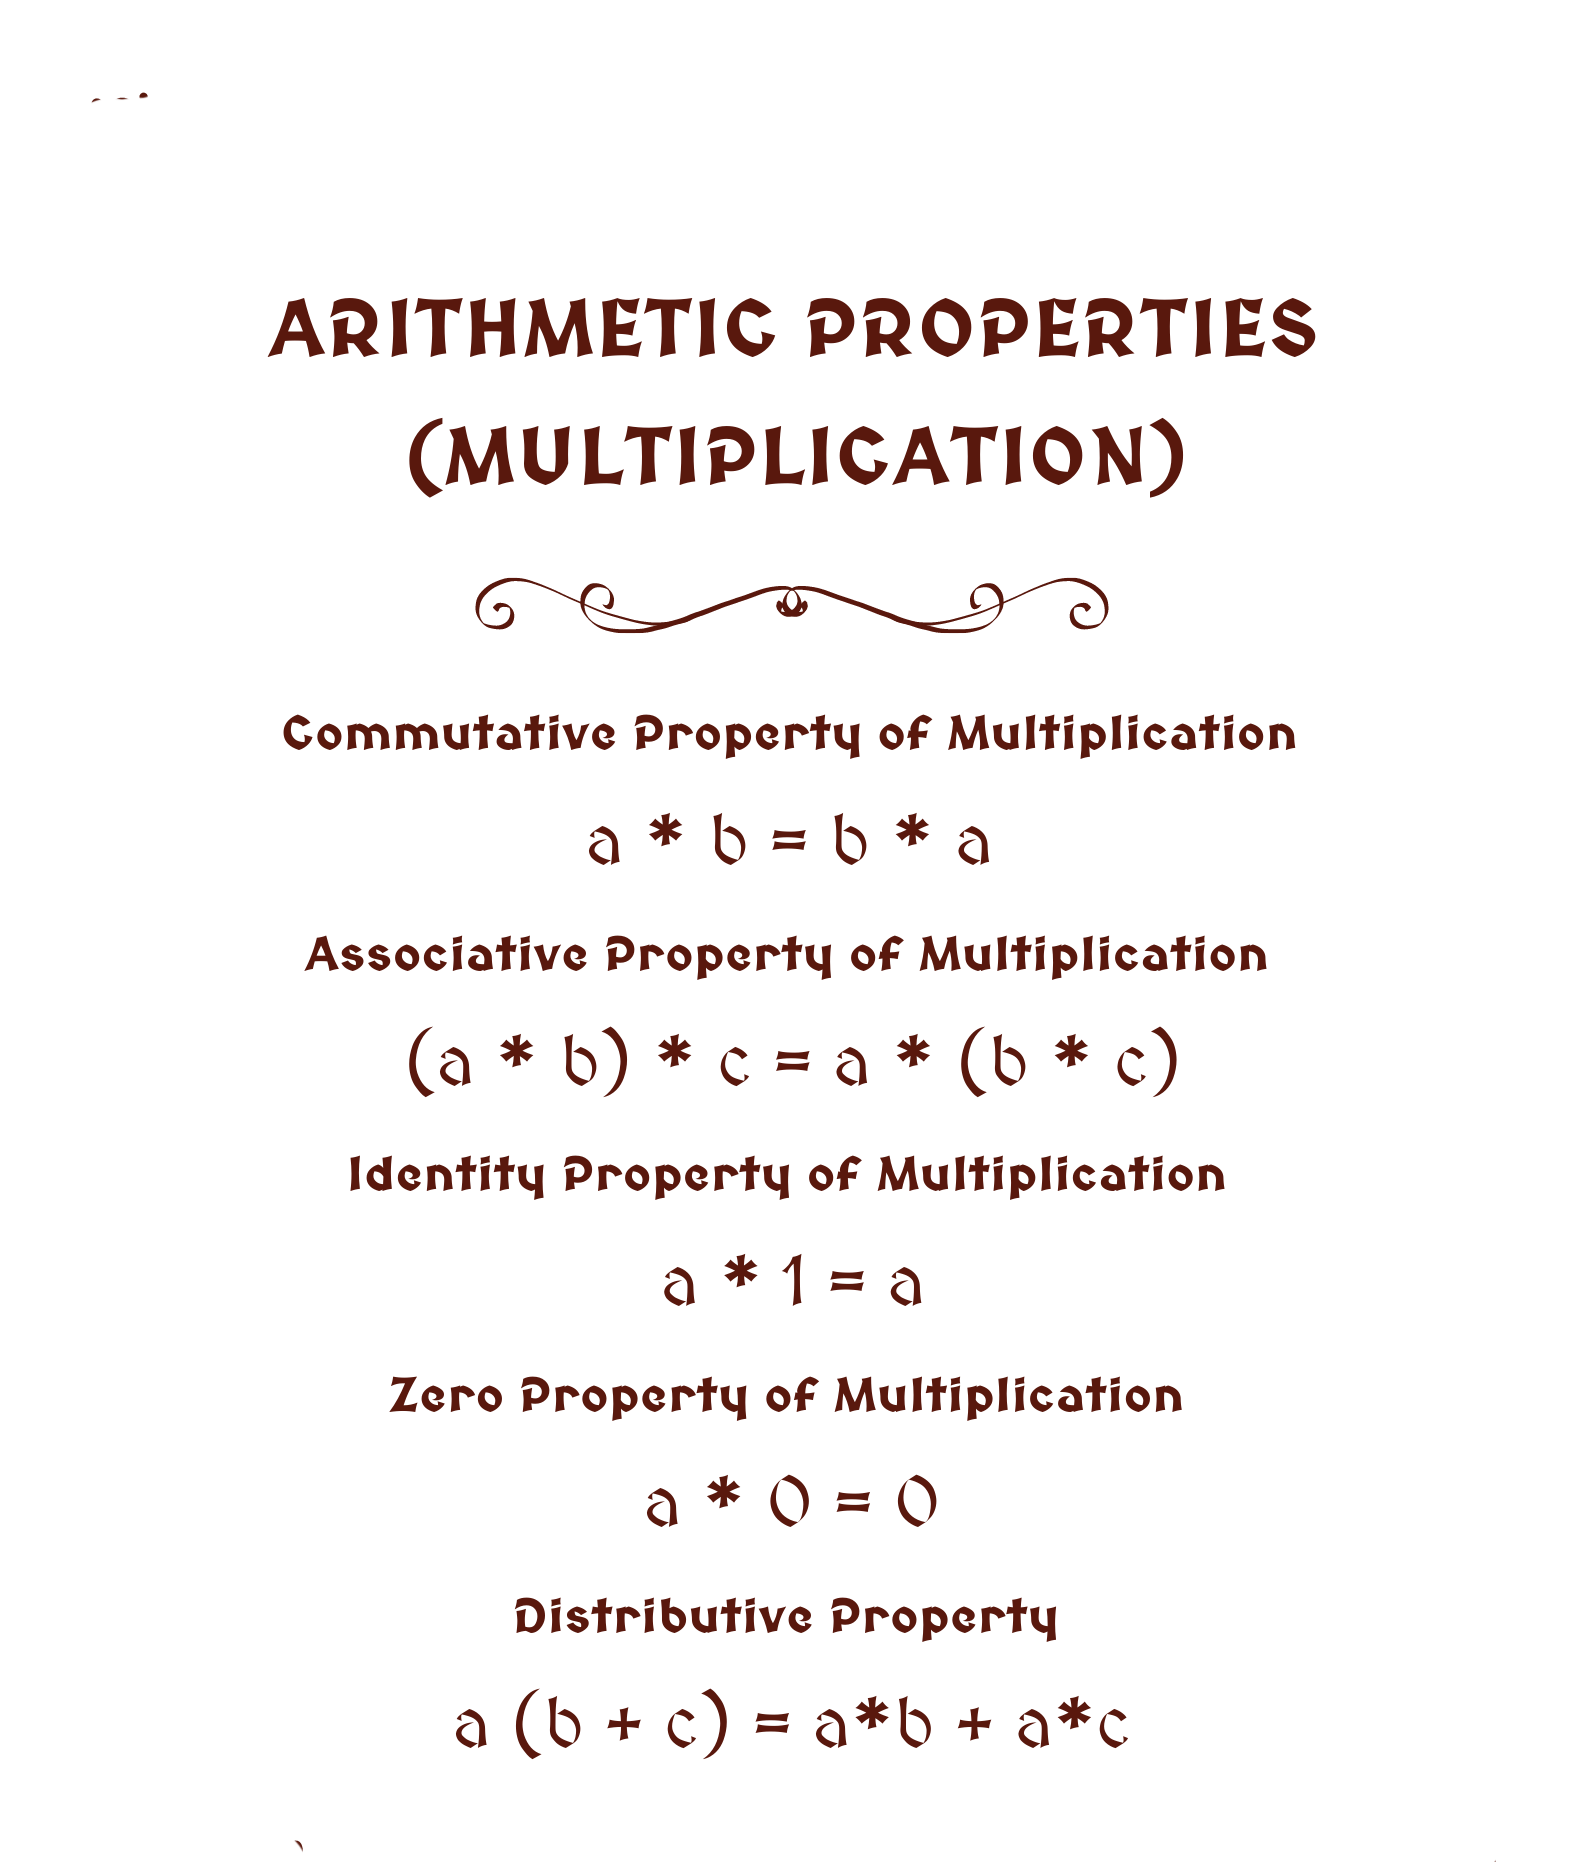 ARITHMETIC PROPERTIES
(MULTIPLICATION)
Commutative Property of Multiplication
a * b = b * a
Associative Property of Multiplication
(a * b) * c = a * (b * c)
Identity Property of Multiplication
a * 1 = a
Zero Property of Multiplication
a * 0 = 0
Distributive Property
a (b + c) = a*b + a*c